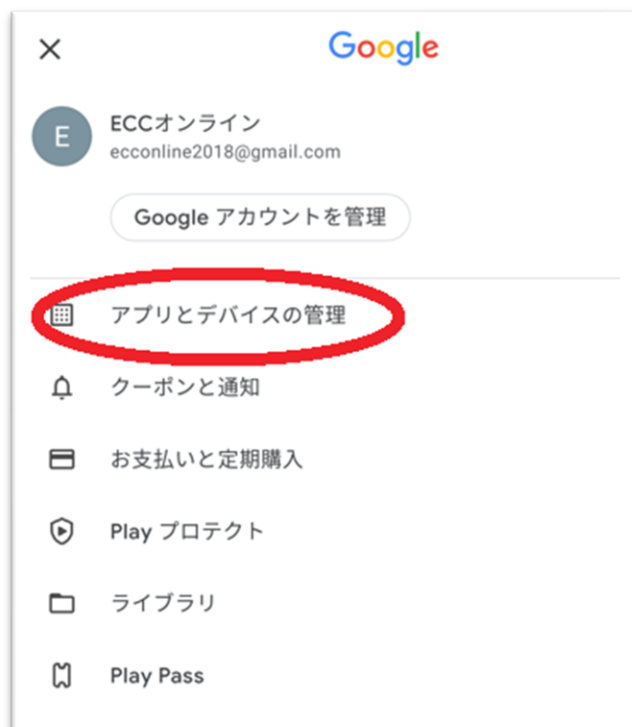 Google
E
ECCオンライン
ecconline2018@gmail.com
Google アカウントを管理
アプリとデバイスの管理
クーポンと通知
お支払いと定期購入
Play プロテクト
ライブラリ
Play Pass